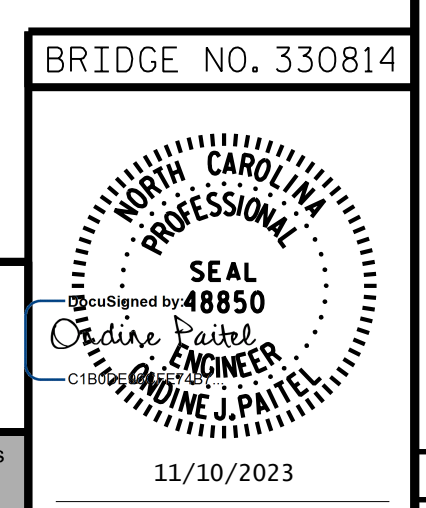 BRIDGE NO. 330814
NORTH CAROLINA
PROFESSIONAL
SEAL
DocuSigned by:
48850
Ondine Paitel
ENGINEER
ONDINE J. PAITEL
11/10/2023